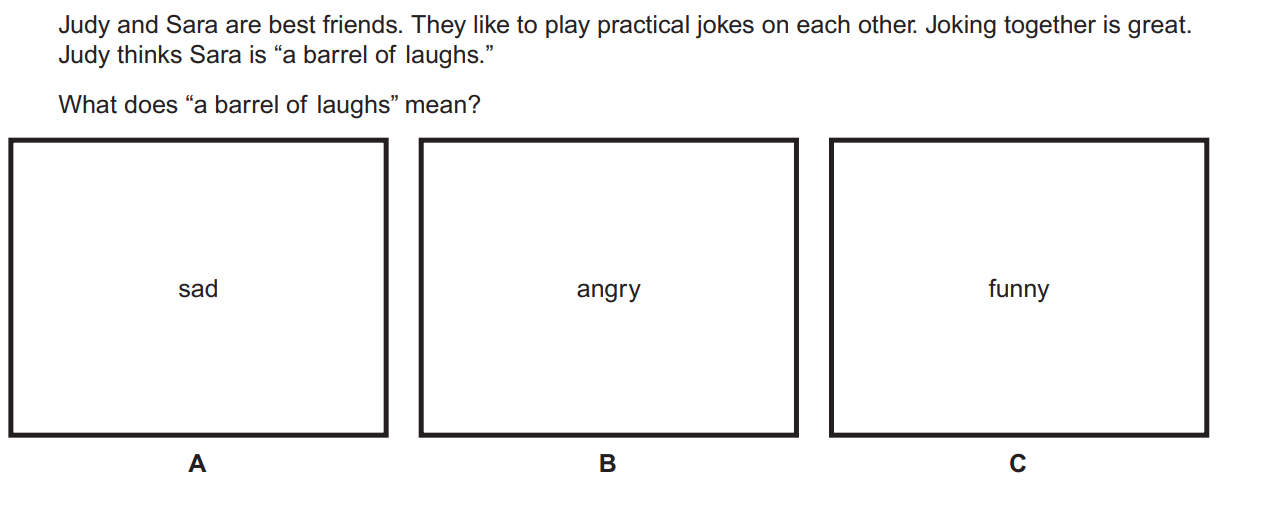 Judy and Sara are best friends. They like to play practical jokes on each other. Joking together is great.
Judy thinks Sara is “a barrel of laughs.”
What does “a barrel of laughs” mean?
sad
angry
funny
A
B
C